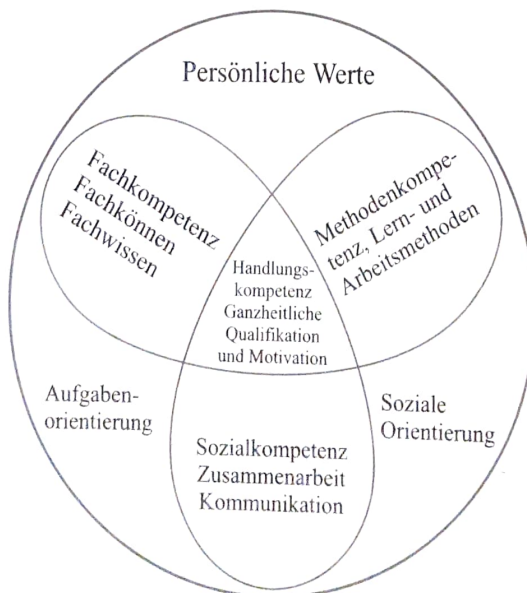 Persönliche Werte
Fachkompetenz
Fachkönnen
Fachwissen
Methodenkompe-
tenz, Lern- und
Arbeitsmethoden
Handlungs-
kompetenz
Ganzheitliche
Qualifikation
und Motivation
Aufgaben-
orientierung
Soziale
Orientierung
Sozialkompetenz
Zusammenarbeit
Kommunikation